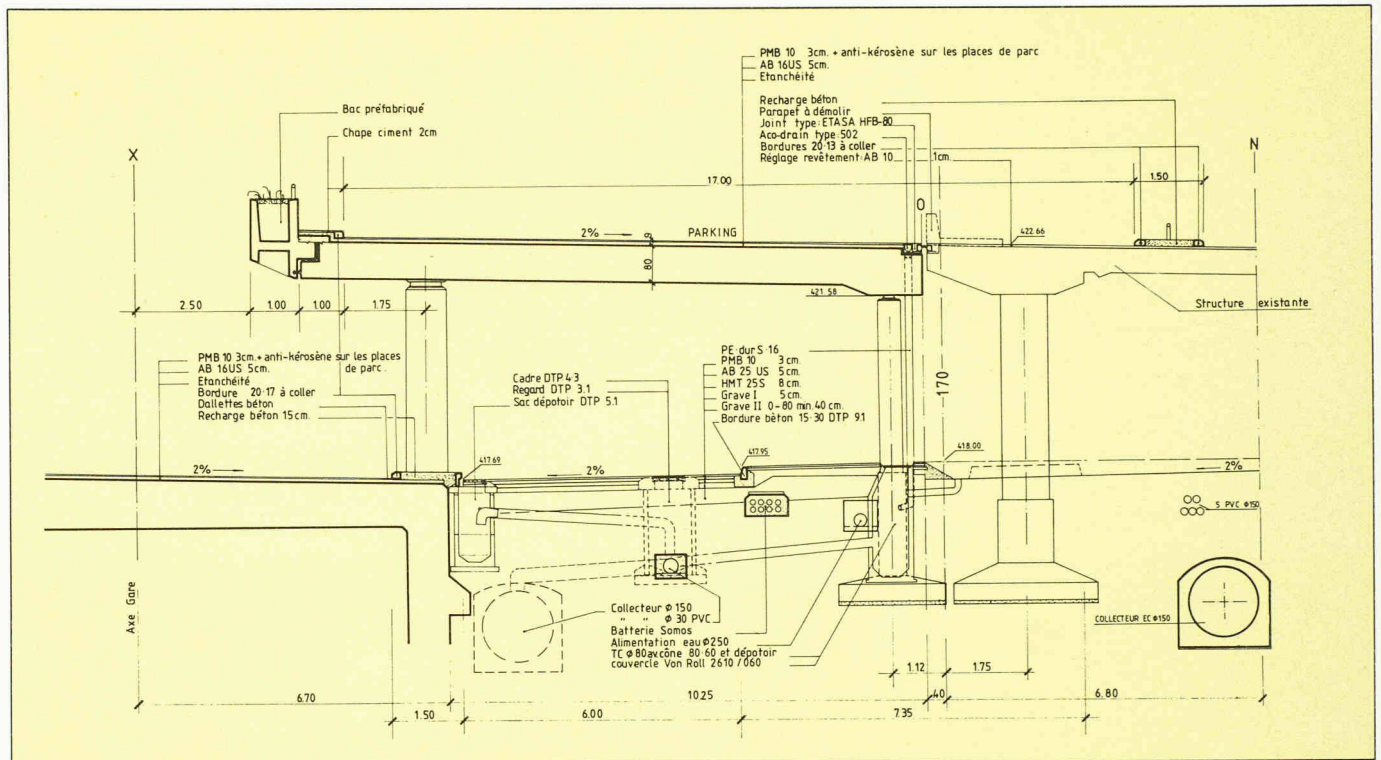 PMB 10 3cm. + anti-kérosène sur les places de parc
AB 16US 5cm.
Etanchéité
Bac préfabriqué
Chape ciment 2cm
Recharge béton
Parapet à démolir
Joint type: ETASA HFB-80
Aco-drain type: 502
Bordures 20·13 à coller
Réglage revêtement: AB 10 1cm
X
N
17.00
1.50
0
2%
PARKING
9
80
422.66
421.58
Structure existante
2.50
1.00
1.00
1.75
PMB 10 3cm. + anti-kérosène sur les places
de parc.
AB 16US 5cm.
Etanchéité
Bordure 20·17 à coller
Dallettes béton
Recharge béton 15cm.
Cadre DTP 4.3
Regard DTP 3.1
Sac dépotoir DTP 5.1
PE·dur S·16
PMB 10 3cm.
AB 25 US 5cm.
HMT 25S 8cm.
Grave I 5cm.
Grave II 0-80 min. 40 cm.
Bordure béton 15·30 DTP 9.1
170
2%
417.69
2%
417.95
418.00
2%
5 PVC Φ150
Axe Gare
Collecteur Φ 150
" " Φ 30 PVC
Batterie Somos
Alimentation eau Φ250
TC Φ 80 av.cône 80·60 et dépotoir
couvercle Von Roll 2610 / 060
COLLECTEUR EC Φ150
1.12
1.75
6.70
10.25
40
6.80
1.50
6.00
7.35